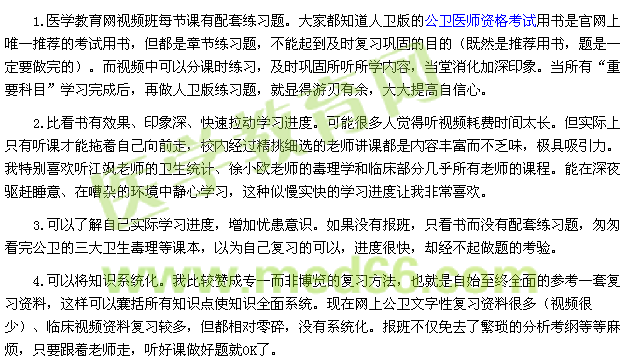 1.医学教育网视频班每节课有配套练习题。大家都知道人卫版的公卫医师资格考试用书是官网上
唯一推荐的考试用书，但都是章节练习题，不能起到及时复习巩固的目的（既然是推荐用书，题是一
定要做完的）。而视频中可以分课时练习，及时巩固所听所学内容，当堂消化加深印象。当所有“重
要科目”学习完成后，再做人卫版练习题，就显得游刃有余，大大提高自信心。
2.比看书有效果、印象深、快速拉动学习进度。可能很多人觉得听视频耗费时间太长。但实际上
只有听课才能拖着自己向前走，校内经过精挑细选的老师讲课都是内容丰富而不乏味，极具吸引力。
我特别喜欢听江飒老师的卫生统计、徐小欧老师的毒理学和临床部分几乎所有老师的课程。能在深夜
驱赶睡意、在嘈杂的环境中静心学习，这种似慢实快的学习进度让我非常喜欢。
3.可以了解自己实际学习进度，增加忧患意识。如果没有报班，只看书而没有配套练习题，匆匆
看完公卫的三大卫生毒理等课本，以为自己复习的可以，进度很快，却经不起做题的考验。
4.可以将知识系统化。我比较赞成专一而非博览的复习方法，也就是自始至终全面的参考一套复
习资料，这样可以囊括所有知识点使知识全面系统。现在网上公卫文字性复习资料很多（视频很
少）、临床视频资料复习较多，但都相对零碎，没有系统化。报班不仅免去了繁琐的分析考纲等等麻
烦，只要跟着老师走，听好课做好题就OK了。
医学教育网
www.med66.com